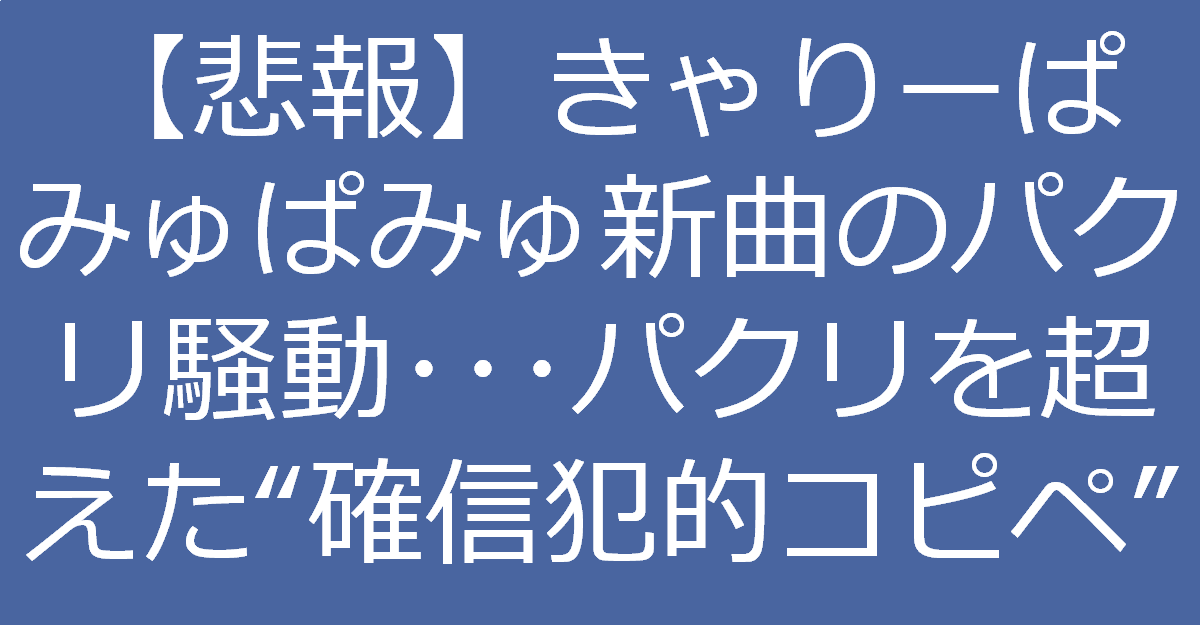 【悲報】きゃりーぱ
みゅぱみゅ新曲のパク
リ騒動･･･パクリを超
えた“確信犯的コピペ”